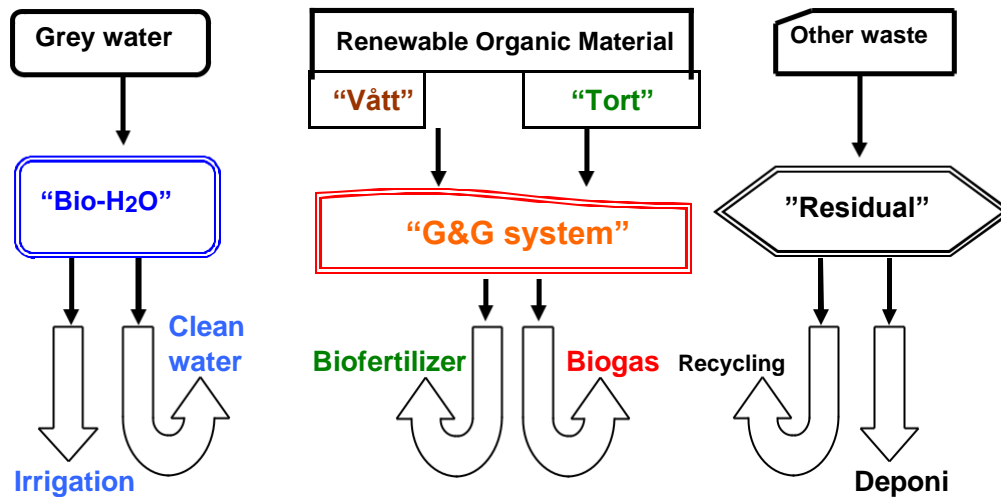 Grey water
Renewable Organic Material
Other waste
“Vått”
“Tort”
“Bio-H2O”
“G&G system”
”Residual”
Clean
water
Biofertilizer
Biogas
Recycling
Irrigation
Deponi